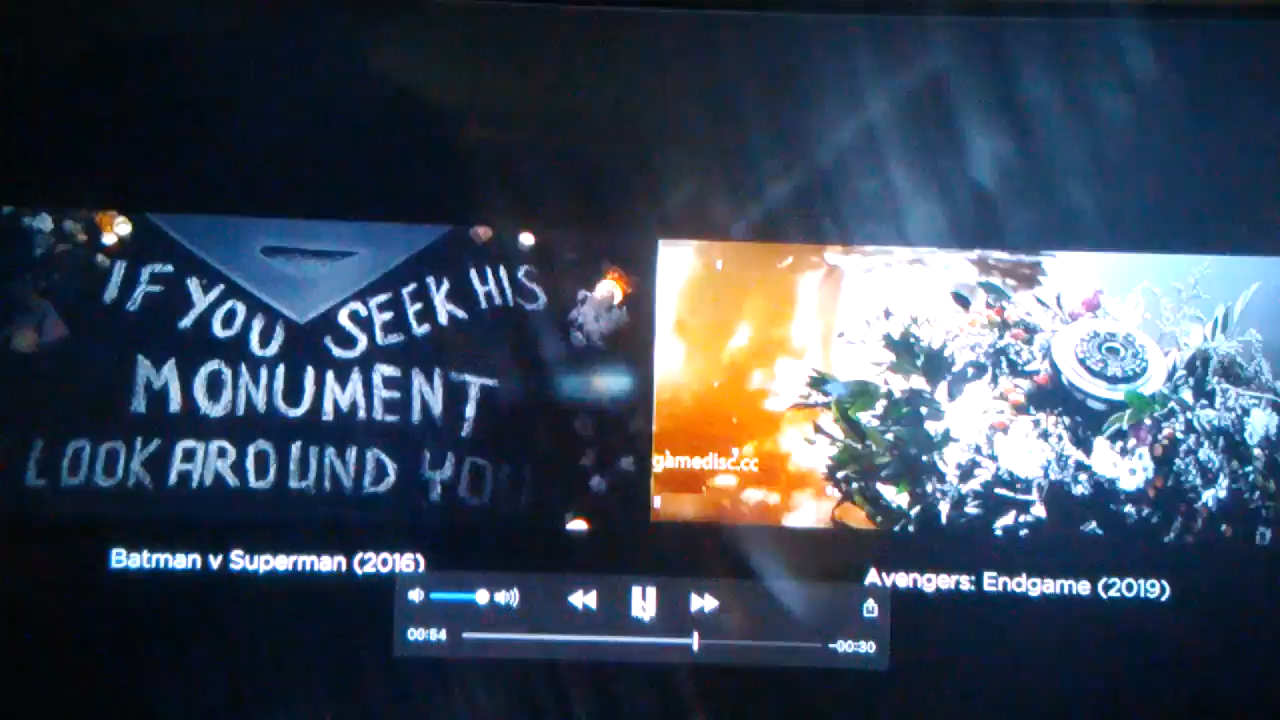 IF YOU SEEK HIS
MONUMENT
LOOK AROUND YOU
gamedisc.cc
Batman v Superman (2016)
Avengers: Endgame (2019)
00:54
-00:30